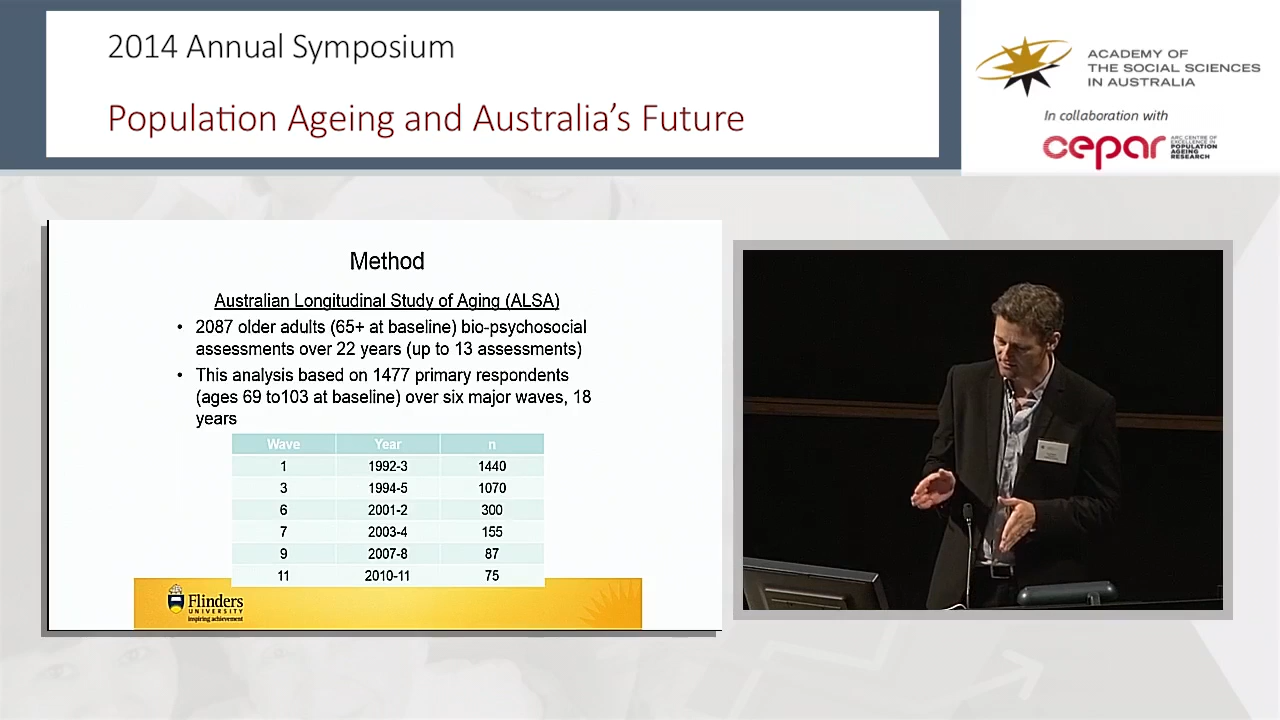 2014 Annual Symposium
Population Ageing and Australia's Future
ACADEMY OF
THE SOCIAL SCIENCES
IN AUSTRALIA
In collaboration with
cepar
ARC CENTRE OF
EXCELLENCE IN
POPULATION
AGEING
RESEARCH
Method
Australian Longitudinal Study of Aging (ALSA)
• 2087 older adults (65+ at baseline) bio-psychosocial
assessments over 22 years (up to 13 assessments)
• This analysis based on 1477 primary respondents
(ages 69 to103 at baseline) over six major waves, 18
years
Wave Year n
1 1992-3 1440
3 1994-5 1070
6 2001-2 300
7 2003-4 155
9 2007-8 87
11 2010-11 75
Flinders
UNIVERSITY
inspiring achievement